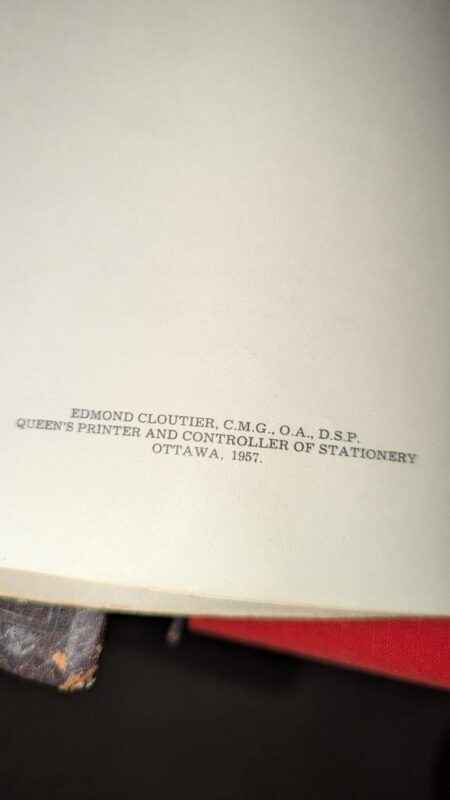 EDMOND CLOUTIER, C.M.G., O.A., D.S.P.
QUEEN'S PRINTER AND CONTROLLER OF STATIONERY
OTTAWA, 1957.